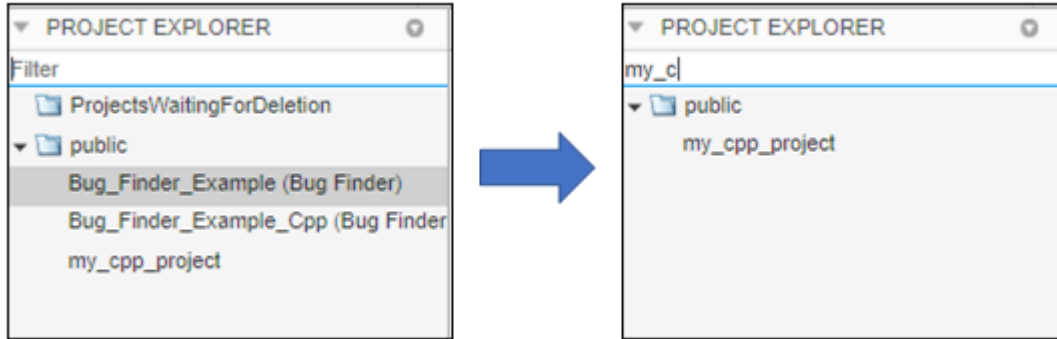 PROJECT EXPLORER
Filter
ProjectsWaitingForDeletion
public
Bug_Finder_Example (Bug Finder)
Bug_Finder_Example_Cpp (Bug Finder
my_cpp_project
PROJECT EXPLORER
my_c
public
my_cpp_project